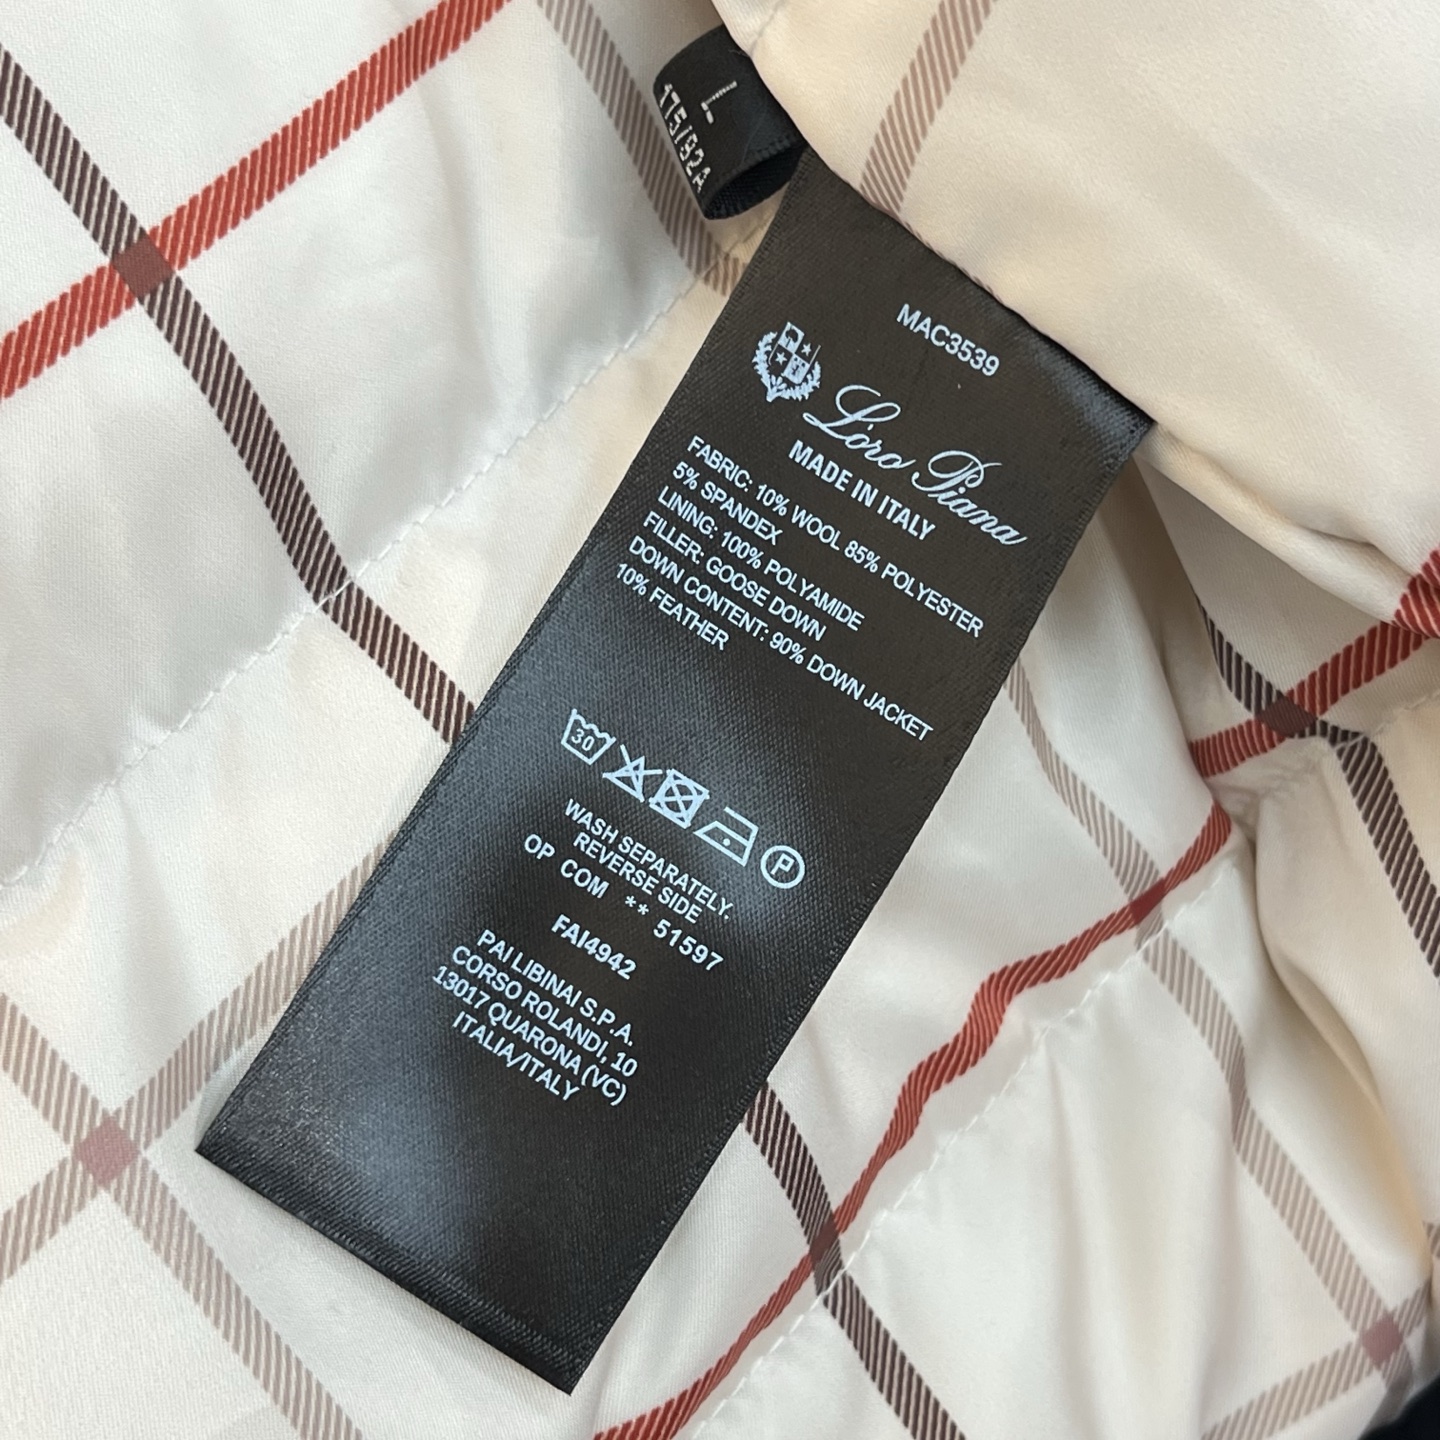 L
175/92A
MAC3539
Loro Piana
MADE IN ITALY
FABRIC: 10% WOOL 85% POLYESTER
5% SPANDEX
LINING: 100% POLYAMIDE
FILLER: GOOSE DOWN
DOWN CONTENT: 90% DOWN JACKET
10% FEATHER
30
P
WASH SEPARATELY.
REVERSE SIDE
OP COM ** 51597
FAI4942
PAI LIBINAI S.P.A.
CORSO ROLANDI, 10
13017 QUARONA (VC)
ITALIA/ITALY